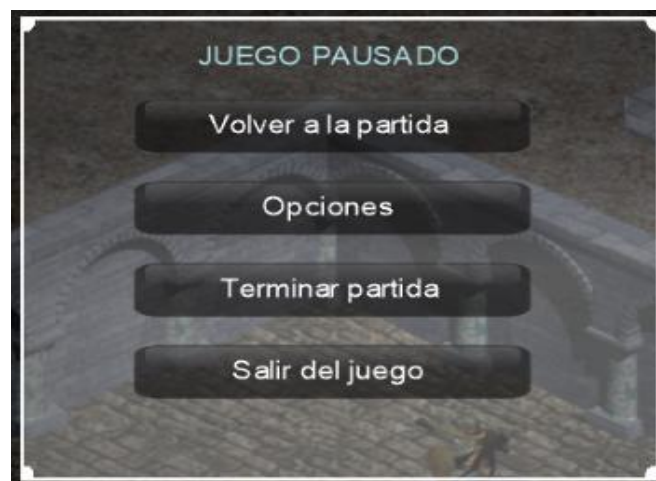 JUEGO PAUSADO
Volver a la partida
Opciones
Terminar partida
Salir del juego